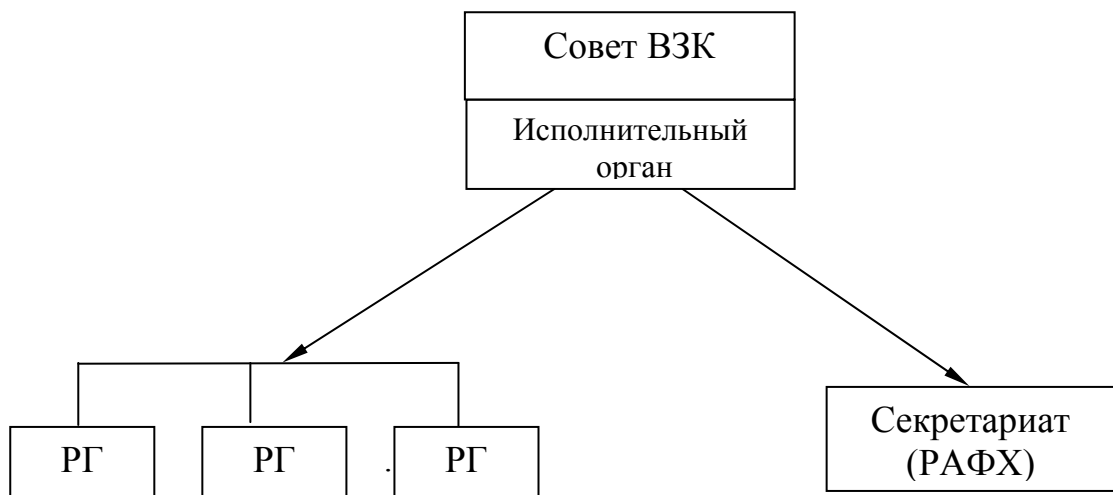 Совет ВЗК
Исполнительный
орган
РГ
РГ
.
РГ
Секретариат
(РАФХ)